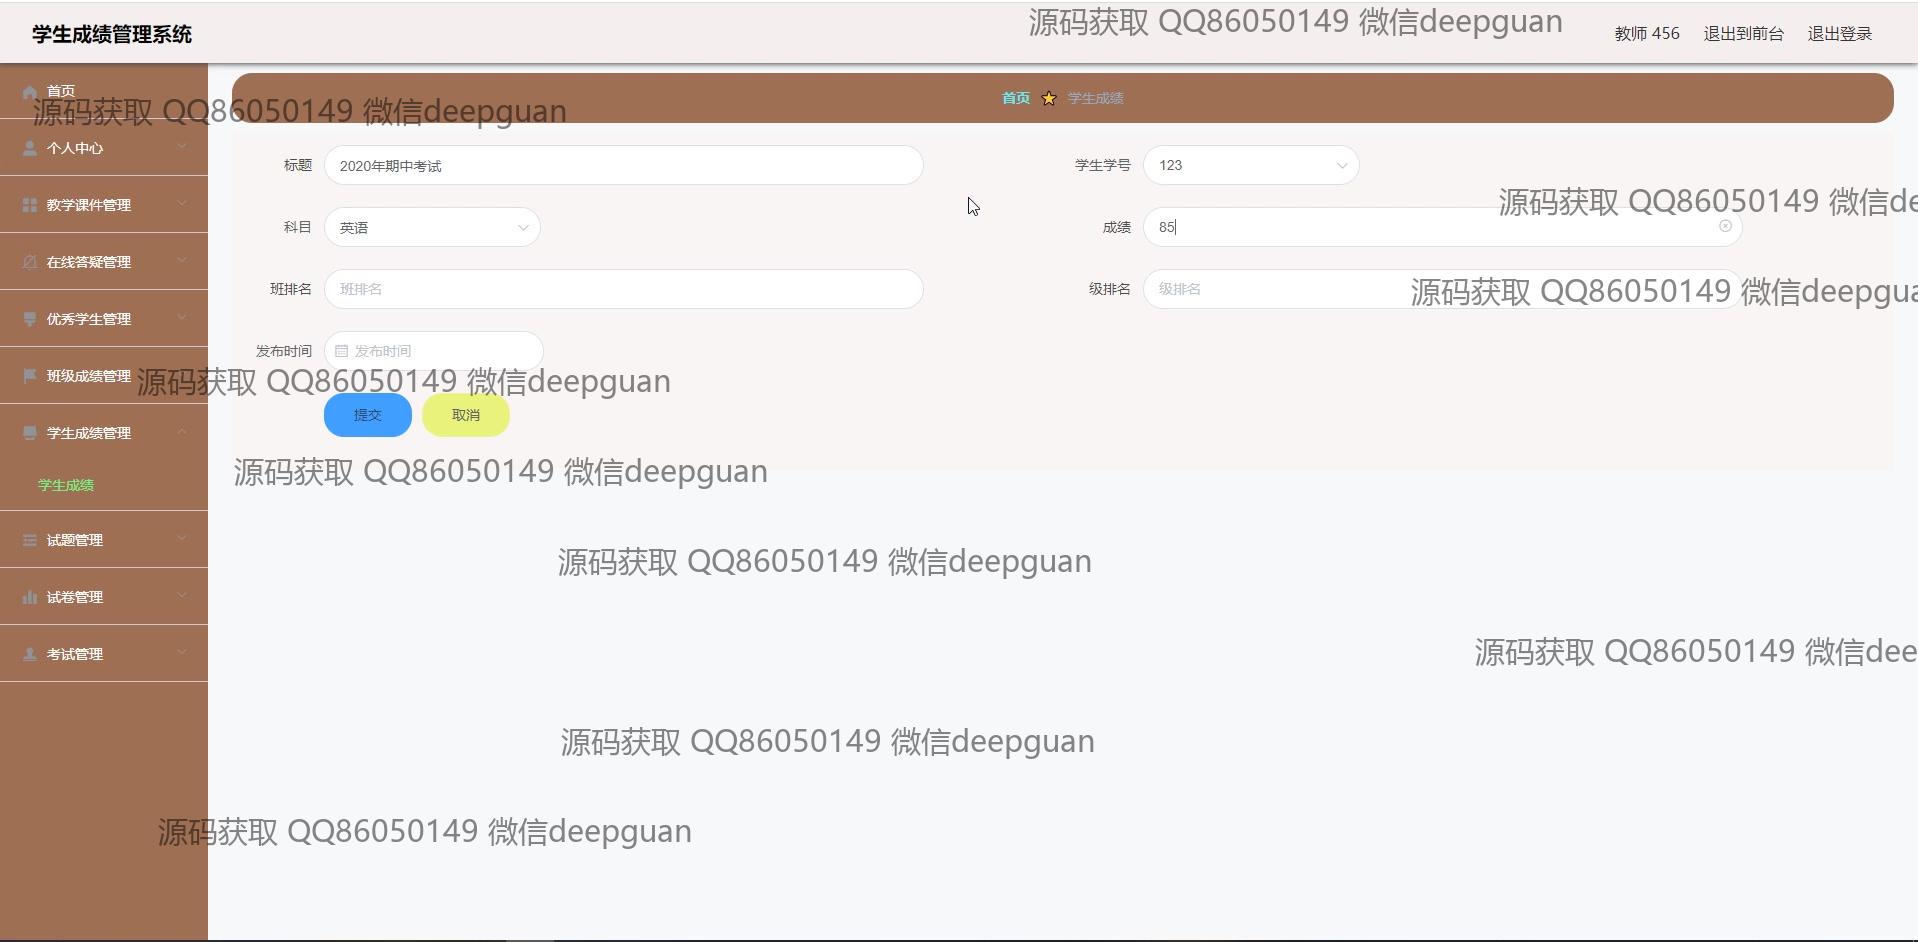 学生成绩管理系统
源码获取 QQ86050149 微信deepguan
教师 456 退出到前台 退出登录
首页
源码获取 QQ86050149 微信deepguan
首页 学生成绩
个人中心
标题 2020年期中考试 学生学号 123
教学课件管理
源码获取 QQ86050149 微信dee
科目 英语 成绩 85
在线答疑管理
班排名 班排名 级排名 级排名
源码获取 QQ86050149 微信deepgua
优秀学生管理
发布时间 发布时间
班级成绩管理
源码获取 QQ86050149 微信deepguan
提交 取消
学生成绩管理
源码获取 QQ86050149 微信deepguan
学生成绩
试题管理
源码获取 QQ86050149 微信deepguan
试卷管理
考试管理
源码获取 QQ86050149 微信dee
源码获取 QQ86050149 微信deepguan
源码获取 QQ86050149 微信deepguan